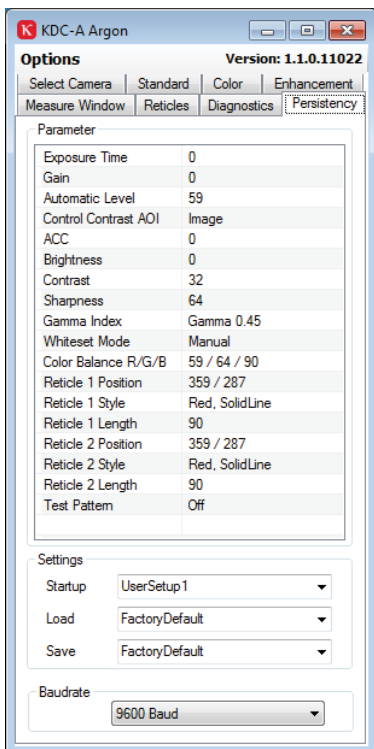 K KDC-A Argon
Options Version: 1.1.0.11022
Select Camera Standard Color Enhancement
Measure Window Reticles Diagnostics Persistency
Parameter
Exposure Time 0
Gain 0
Automatic Level 59
Control Contrast AOI Image
ACC 0
Brightness 0
Contrast 32
Sharpness 64
Gamma Index Gamma 0.45
Whiteset Mode Manual
Color Balance R/G/B 59 / 64 / 90
Reticle 1 Position 359 / 287
Reticle 1 Style Red, SolidLine
Reticle 1 Length 90
Reticle 2 Position 359 / 287
Reticle 2 Style Red, SolidLine
Reticle 2 Length 90
Test Pattern Off
Settings
Startup UserSetup1
Load FactoryDefault
Save FactoryDefault
Baudrate
9600 Baud